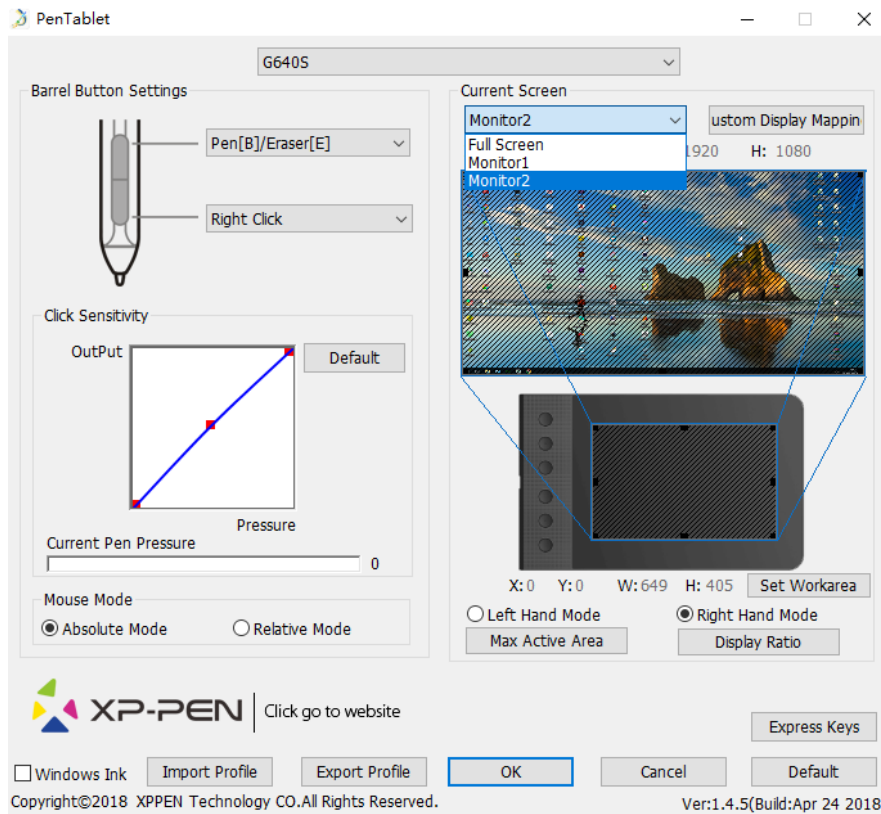 PenTablet
G640S
Barrel Button Settings
Pen[B]/Eraser[E]
Right Click
Click Sensitivity
OutPut
Default
Pressure
Current Pen Pressure
0
Mouse Mode
Absolute Mode
Relative Mode
Current Screen
Monitor2
ustom Display Mappin
Full Screen
Monitor1
Monitor2
1920 H: 1080
X: 0 Y: 0 W: 649 H: 405
Set Workarea
Left Hand Mode
Right Hand Mode
Max Active Area
Display Ratio
XP-PEN
Click go to website
Express Keys
Windows Ink
Import Profile
Export Profile
OK
Cancel
Default
Copyright©2018 XPPEN Technology CO.All Rights Reserved.
Ver:1.4.5(Build:Apr 24 2018